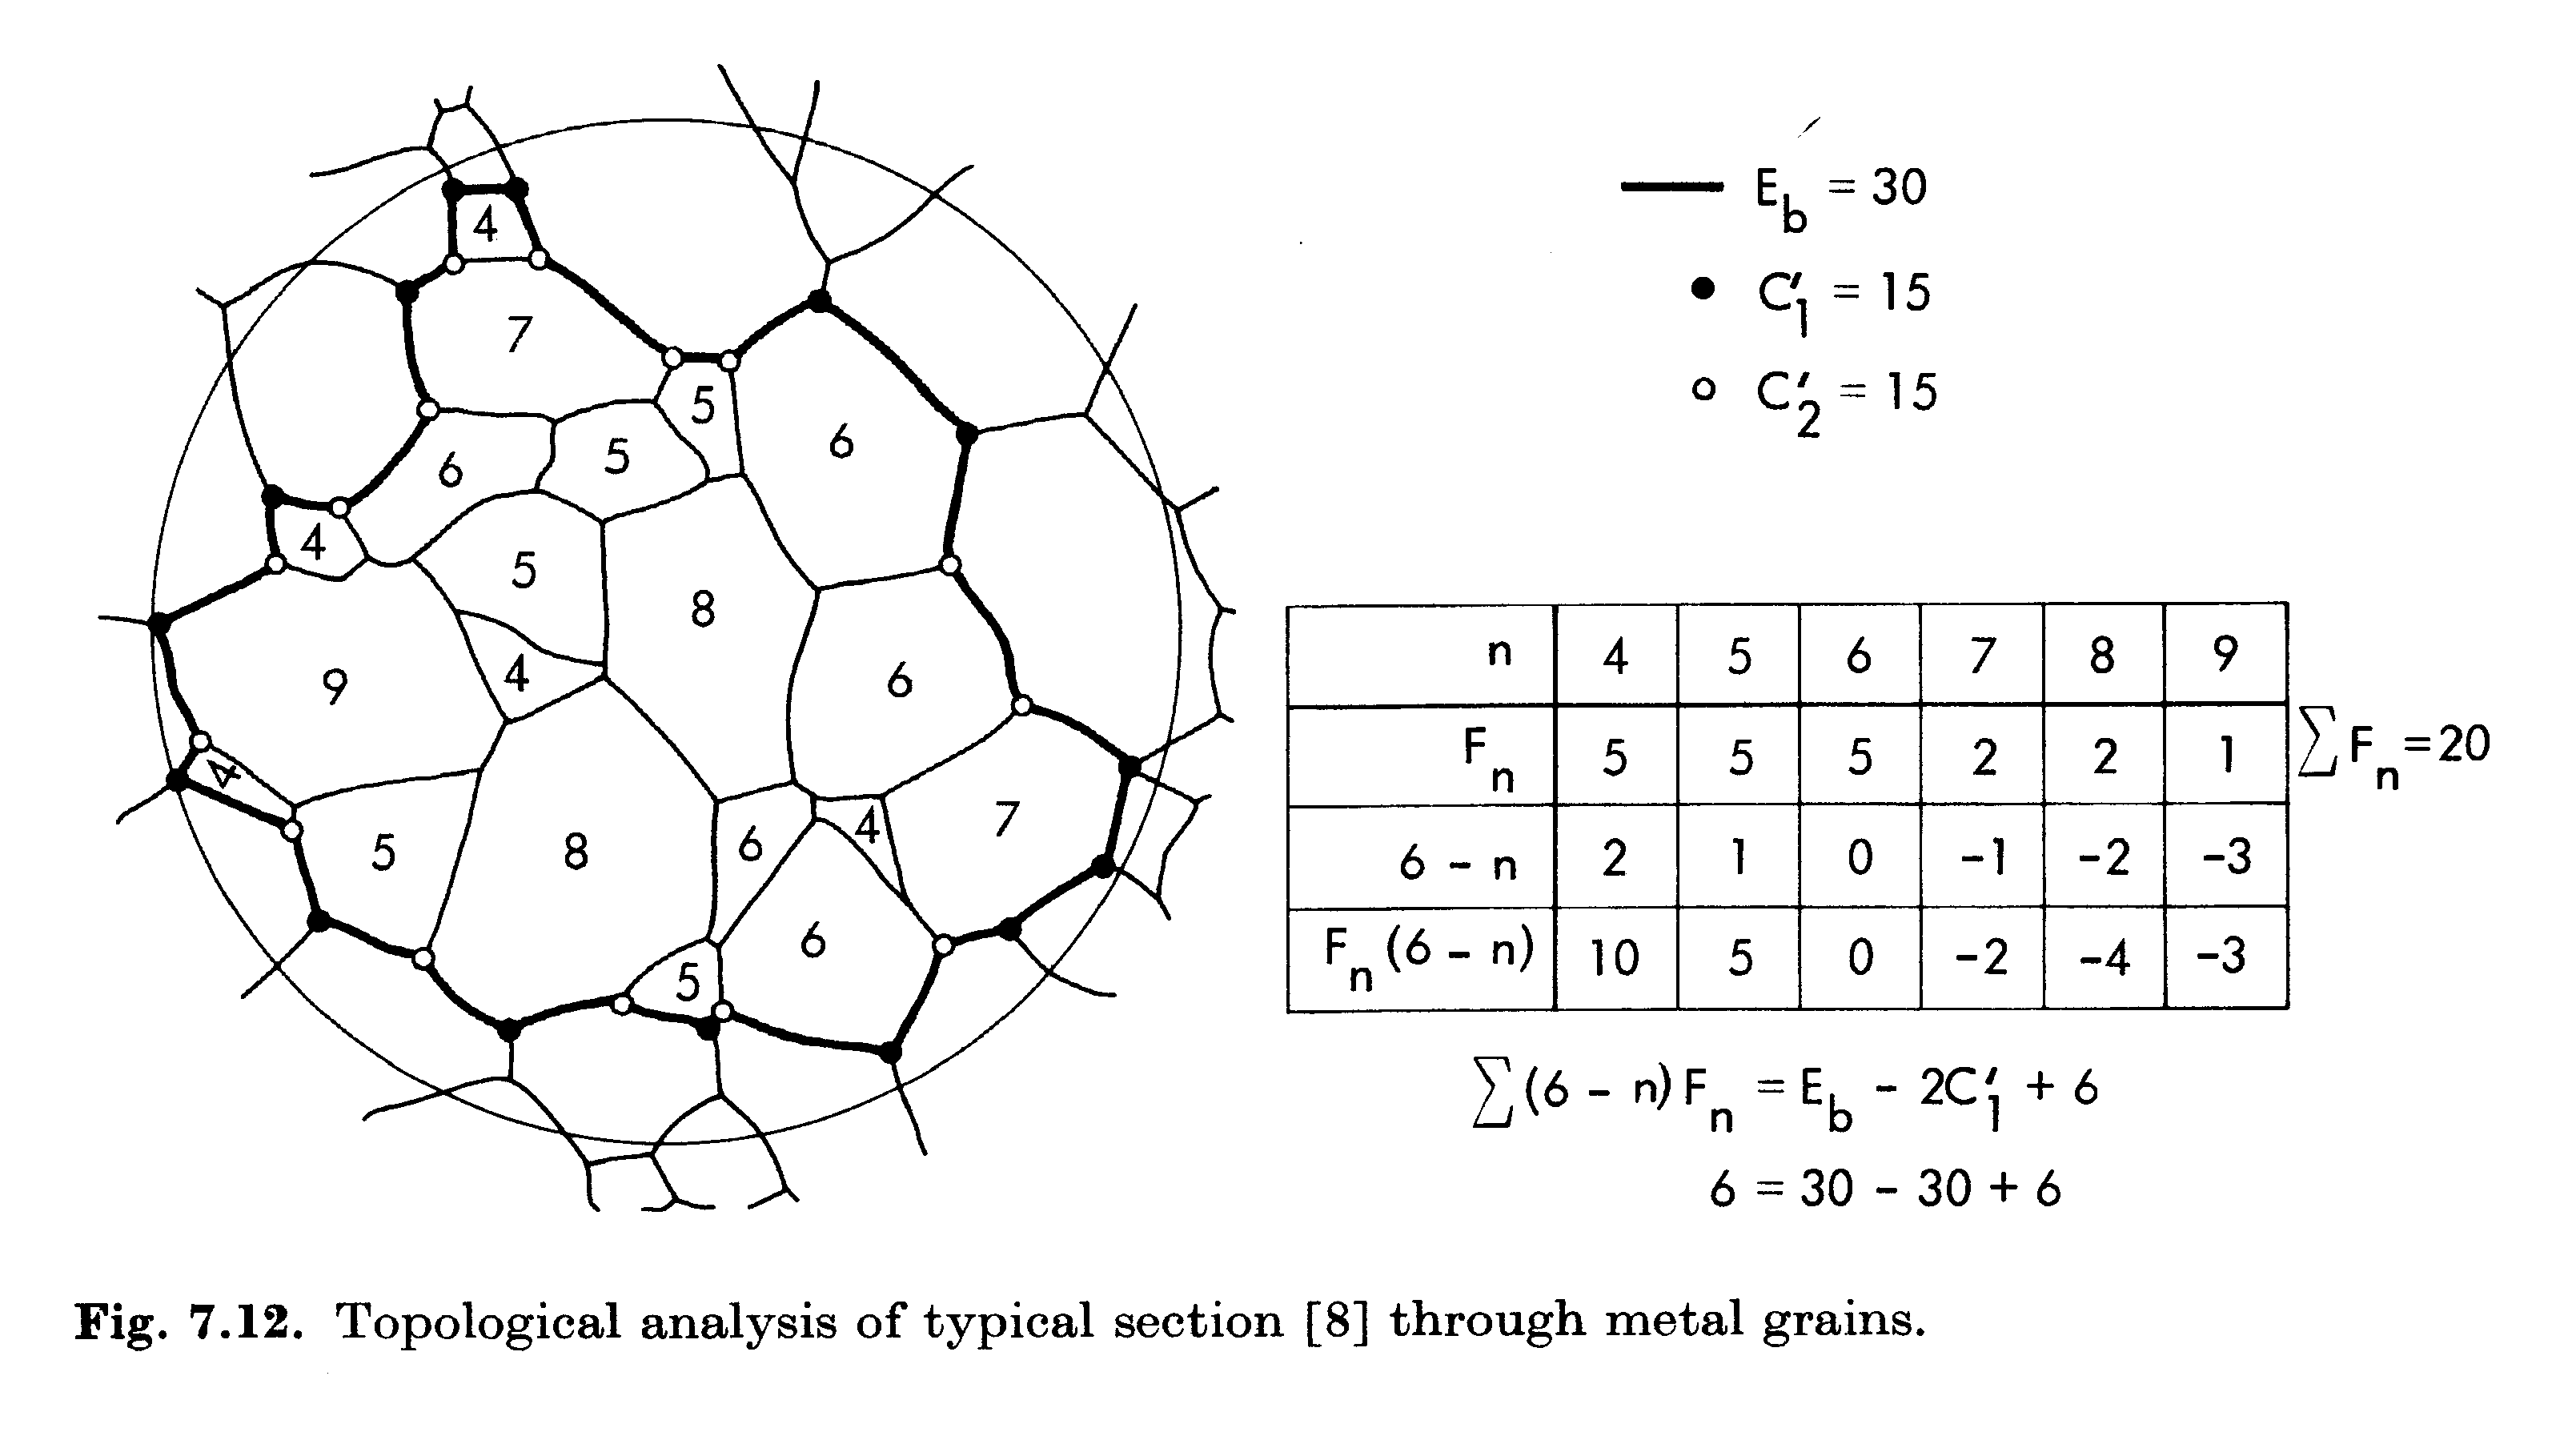 4
7
5
6
5
6
4
5
8
9
4
6
4
5
8
6
4
7
5
6
E_b = 30
C′_1 = 15
C′_2 = 15
n 4 5 6 7 8 9
F_n 5 5 5 2 2 1 ∑F_n=20
6 - n 2 1 0 -1 -2 -3
F_n(6 - n) 10 5 0 -2 -4 -3
∑(6 - n)F_n = E_b - 2C′_1 + 6
6 = 30 - 30 + 6
Fig. 7.12. Topological analysis of typical section [8] through metal grains.